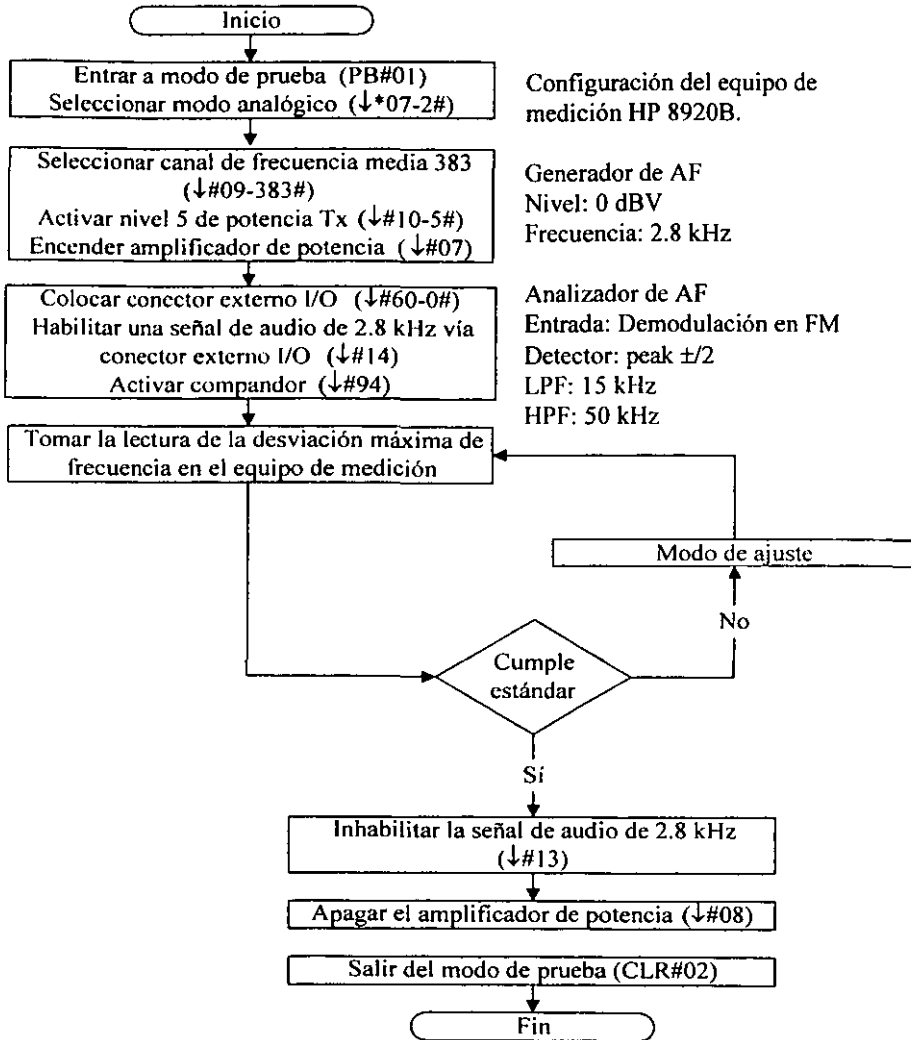 Inicio
Entrar a modo de prueba (PB#01)
Seleccionar modo analógico (↓*07-2#)
Configuración del equipo de
medición HP 8920B.
Seleccionar canal de frecuencia media 383
(↓#09-383#)
Activar nivel 5 de potencia Tx (↓#10-5#)
Encender amplificador de potencia (↓#07)
Generador de AF
Nivel: 0 dBV
Frecuencia: 2.8 kHz
Colocar conector externo I/O (↓#60-0#)
Habilitar una señal de audio de 2.8 kHz vía
conector externo I/O (↓#14)
Activar compandor (↓#94)
Analizador de AF
Entrada: Demodulación en FM
Detector: peak ±/2
LPF: 15 kHz
HPF: 50 kHz
Tomar la lectura de la desviación máxima de
frecuencia en el equipo de medición
Modo de ajuste
No
Cumple
estándar
Sí
Inhabilitar la señal de audio de 2.8 kHz
(↓#13)
Apagar el amplificador de potencia (↓#08)
Salir del modo de prueba (CLR#02)
Fin